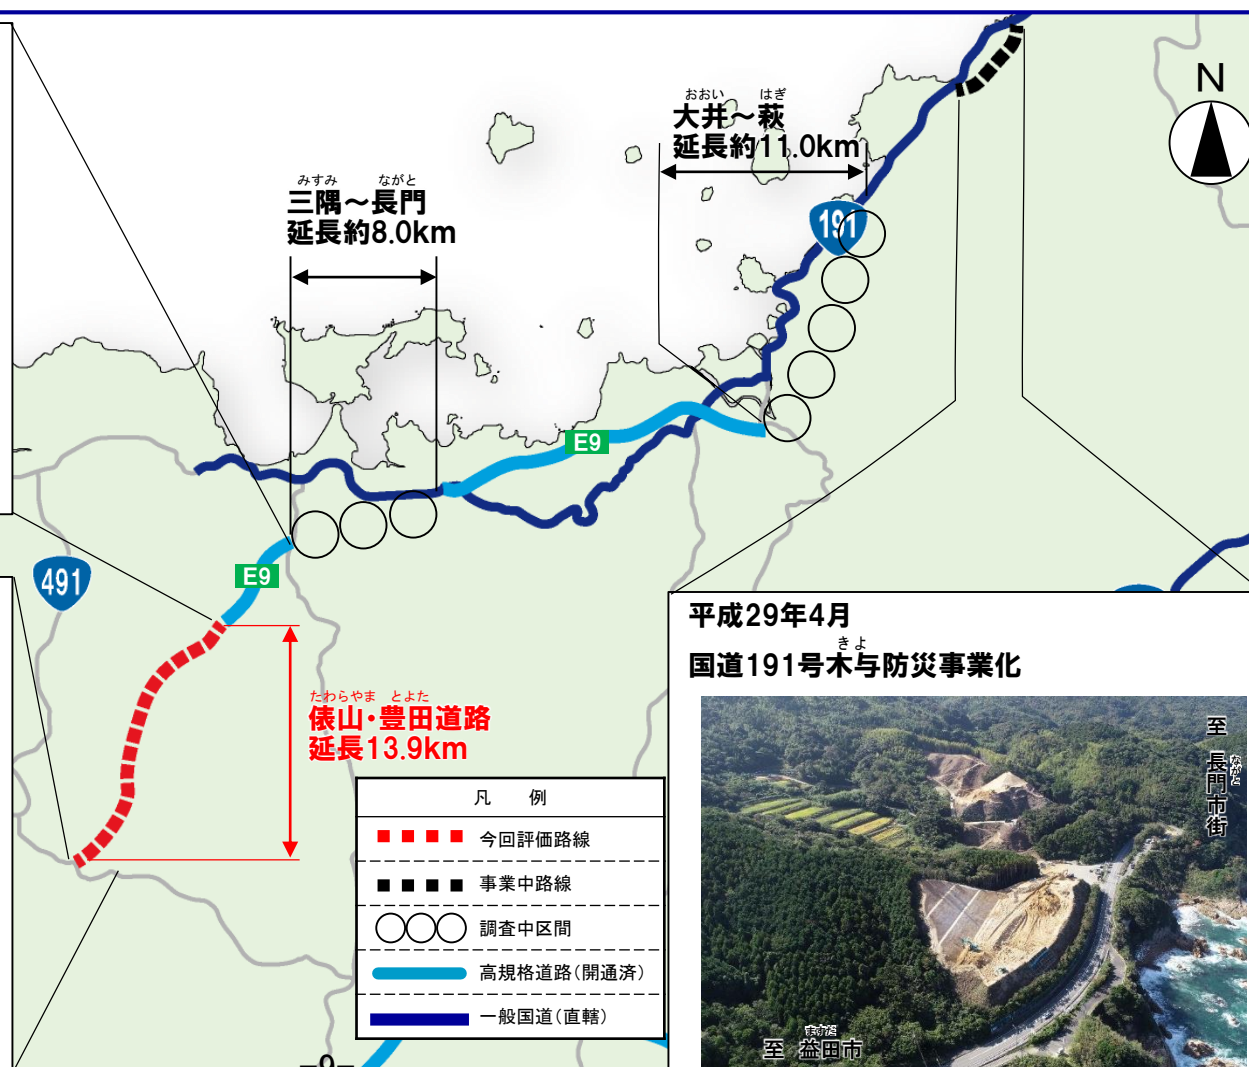 N
おおい はぎ
大井～萩
延長約11.0km
みすみ ながと
三隅～長門
延長約8.0km
191
E9
E9
491
たわらやま とよた
俵山・豊田道路
延長13.9km
凡 例
今回評価路線
事業中路線
調査中区間
高規格道路(開通済)
一般国道(直轄)
平成29年4月
きよ
国道191号木与防災事業化
至 長門市街
ながと
ますだ
至 益田市